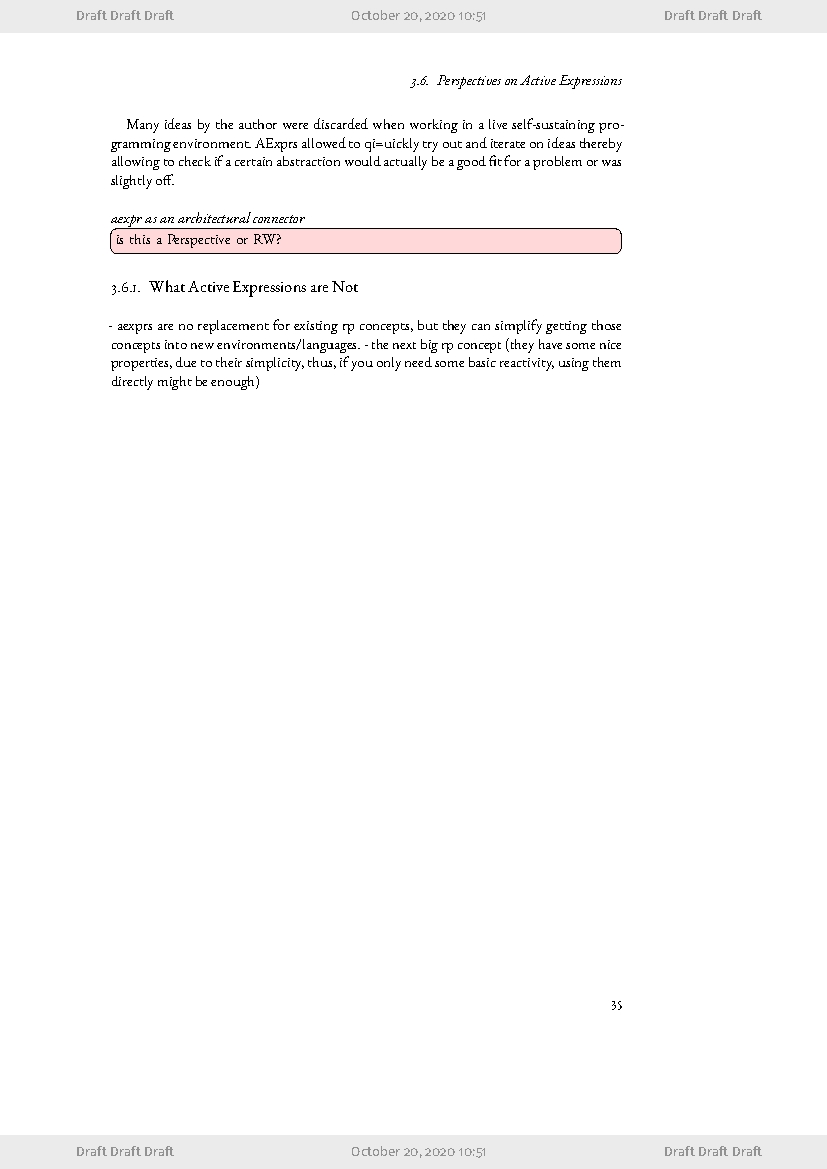 Draft Draft Draft October 20, 2020 10:51 Draft Draft Draft
3.6. Perspectives on Active Expressions
Many ideas by the author were discarded when working in a live self-sustaining pro-
gramming environment. AExprs allowed to qi=uickly try out and iterate on ideas thereby
allowing to check if a certain abstraction would actually be a good fit for a problem or was
slightly off.
aexpr as an architectural connector
is this a Perspective or RW?
3.6.1. What Active Expressions are Not
- aexprs are no replacement for existing rp concepts, but they can simplify getting those
concepts into new environments/languages. - the next big rp concept (they have some nice
properties, due to their simplicity, thus, if you only need some basic reactivity, using them
directly might be enough)
35
Draft Draft Draft October 20, 2020 10:51 Draft Draft Draft